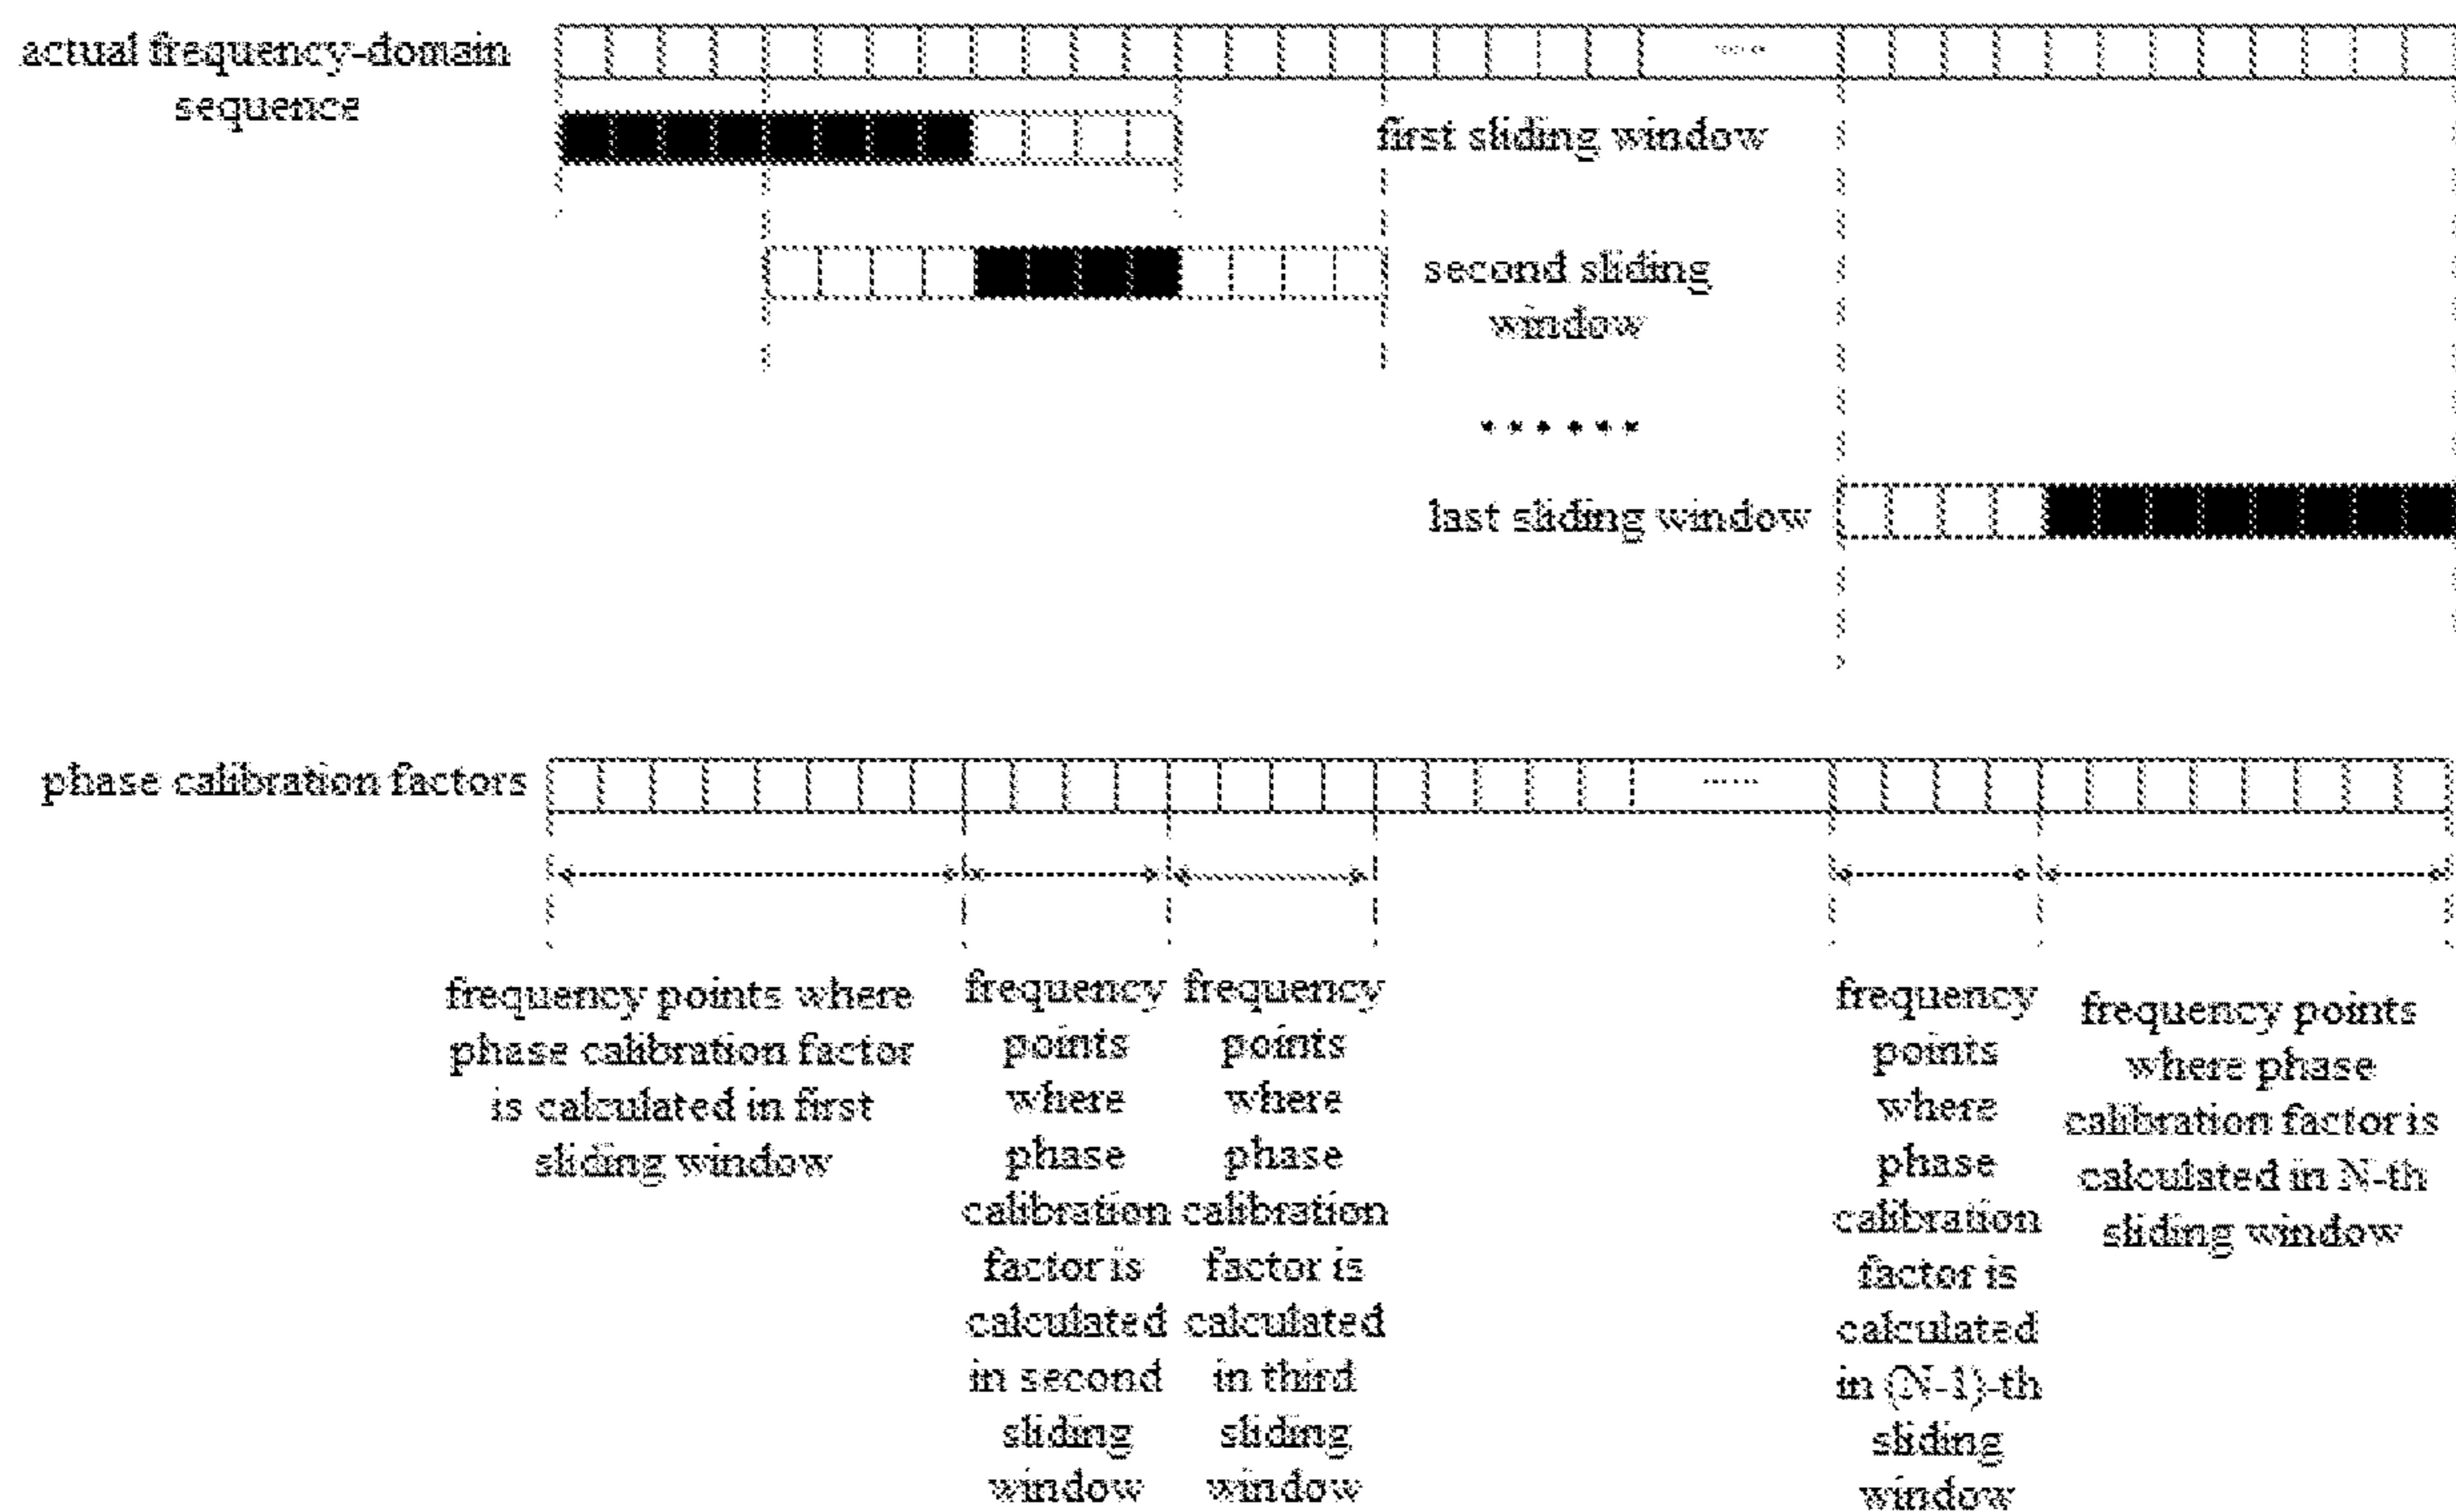 actual frequency-domain
sequence
······
first sliding window
second sliding
window
······
last sliding window
phase calibration factors
······
frequency points where
phase calibration factor
is calculated in first
sliding window
frequency
points
where
phase
calibration
factor is
calculated
in second
sliding
window
frequency
points
where
phase
calibration
factor is
calculated
in third
sliding
window
frequency
points
where
phase
calibration
factor is
calculated
in (N-1)-th
sliding
window
frequency points
where phase
calibration factor is
calculated in N-th
sliding window